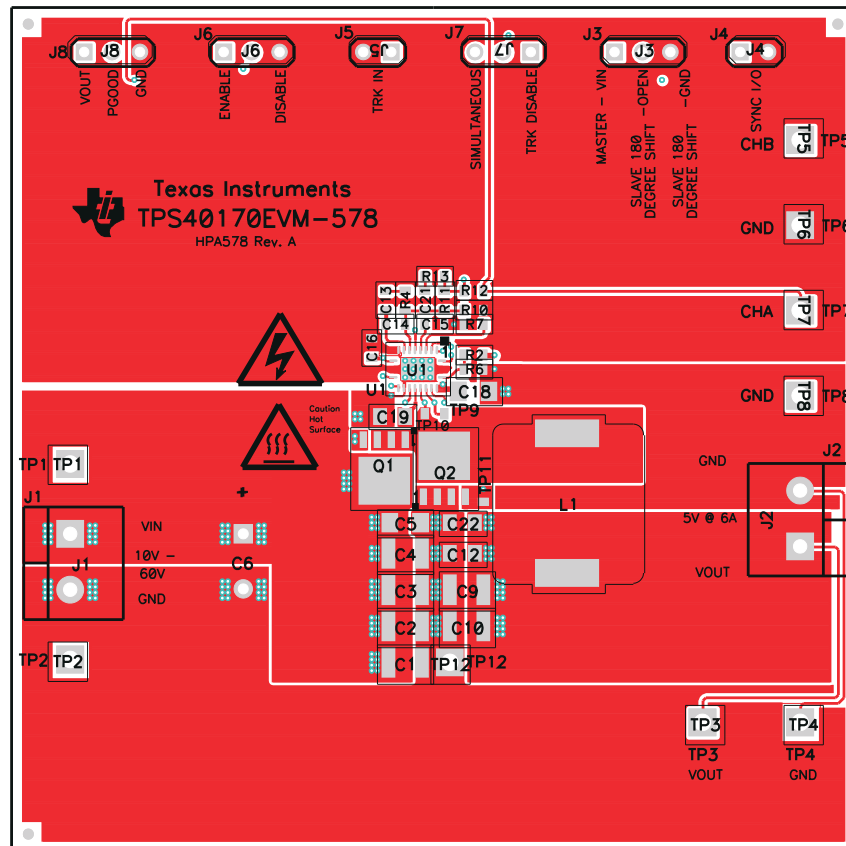 J8 J8
VOUT
PGOOD
GND
J6 J6
ENABLE
DISABLE
J5 J5
TRK IN
J7 J7
SIMULTANEOUS
TRK DISABLE
J3 J3
MASTER - VIN
SLAVE 180 -OPEN
DEGREE SHIFT
SLAVE 180 -GND
DEGREE SHIFT
J4 J4
SYNC I/O
CHB TP5 TP5
Texas Instruments
TPS40170EVM-578
HPA578 Rev. A
GND TP6 TP6
R13
C13 R4 C21 R11 R12
R10
CHA TP7 TP7
C14 C15 R7
C16
R2
U1 R6
U1 C18
GND TP8 TP8
Caution
Hot
Surface
C19 TP10 TP9
TP1 TP1
Q1 Q2 TP11
GND
J2
J1
L1
VIN
C5 C22
5V @ 6A J2
10V -
60V
J1
+
C6
C4 C12
VOUT
GND
C3 C9
C2 C10
TP2 TP2
C1 TP12 TP12
TP3 TP4
TP3 TP4
VOUT GND